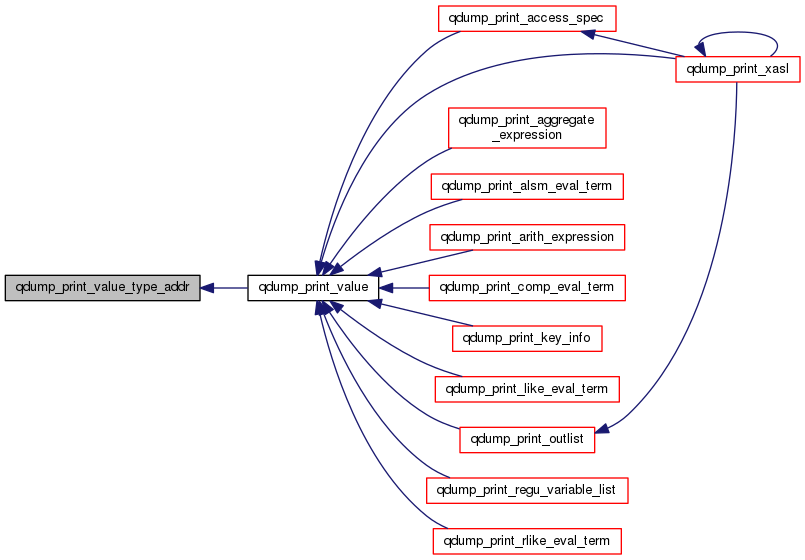 qdump_print_access_spec
qdump_print_xasl
qdump_print_aggregate
_expression
qdump_print_alsm_eval_term
qdump_print_arith_expression
qdump_print_value_type_addr
qdump_print_value
qdump_print_comp_eval_term
qdump_print_key_info
qdump_print_like_eval_term
qdump_print_outlist
qdump_print_regu_variable_list
qdump_print_rlike_eval_term